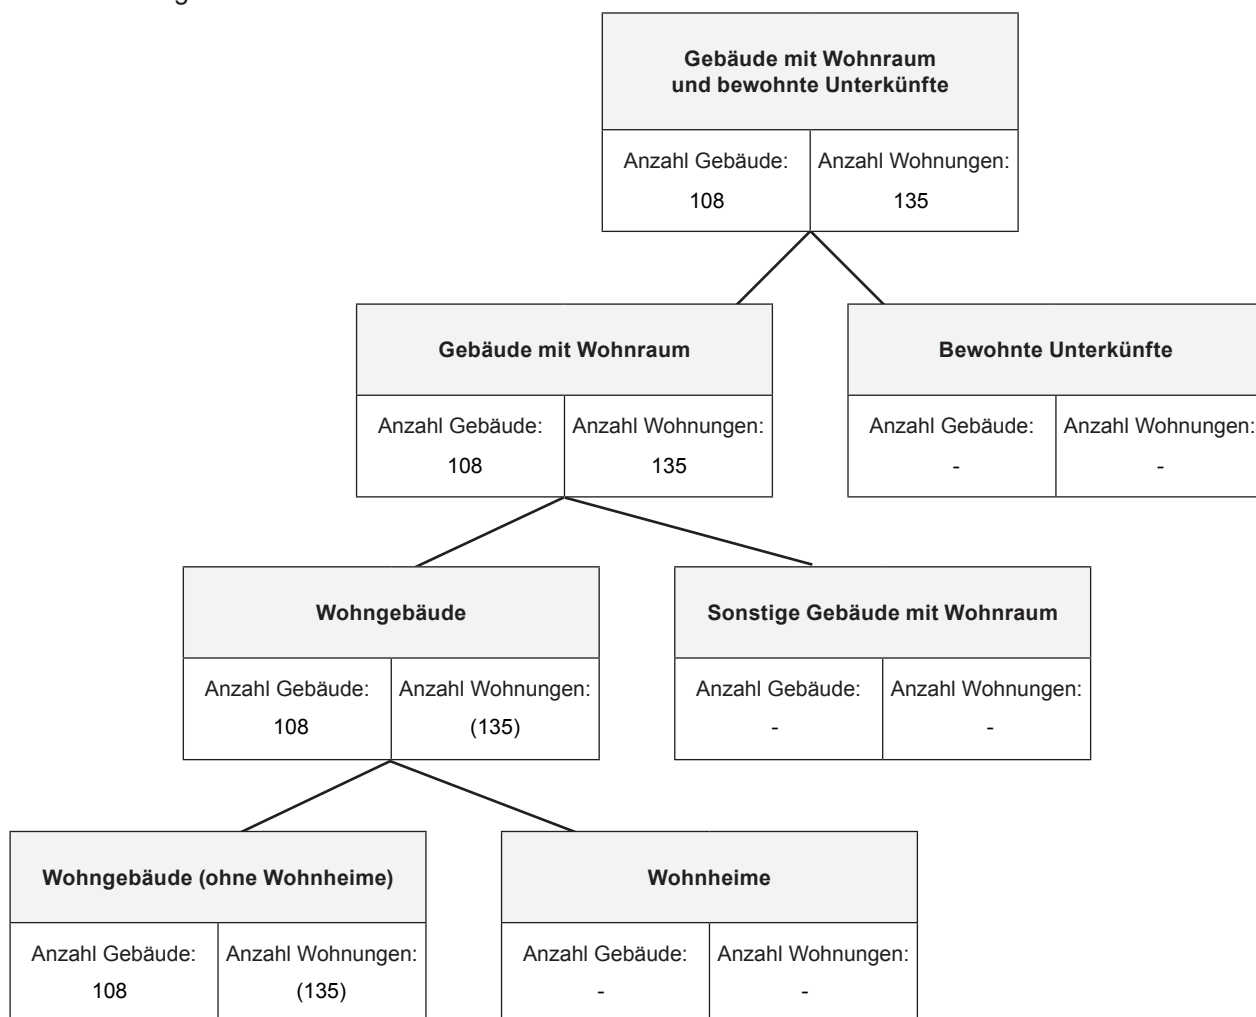 Gebäude mit Wohnraum
und bewohnte Unterkünfte
Anzahl Gebäude: Anzahl Wohnungen:
108 135
Gebäude mit Wohnraum
Anzahl Gebäude: Anzahl Wohnungen:
108 135
Bewohnte Unterkünfte
Anzahl Gebäude: Anzahl Wohnungen:
- -
Wohngebäude
Anzahl Gebäude: Anzahl Wohnungen:
108 (135)
Sonstige Gebäude mit Wohnraum
Anzahl Gebäude: Anzahl Wohnungen:
- -
Wohngebäude (ohne Wohnheime)
Anzahl Gebäude: Anzahl Wohnungen:
108 (135)
Wohnheime
Anzahl Gebäude: Anzahl Wohnungen:
- -